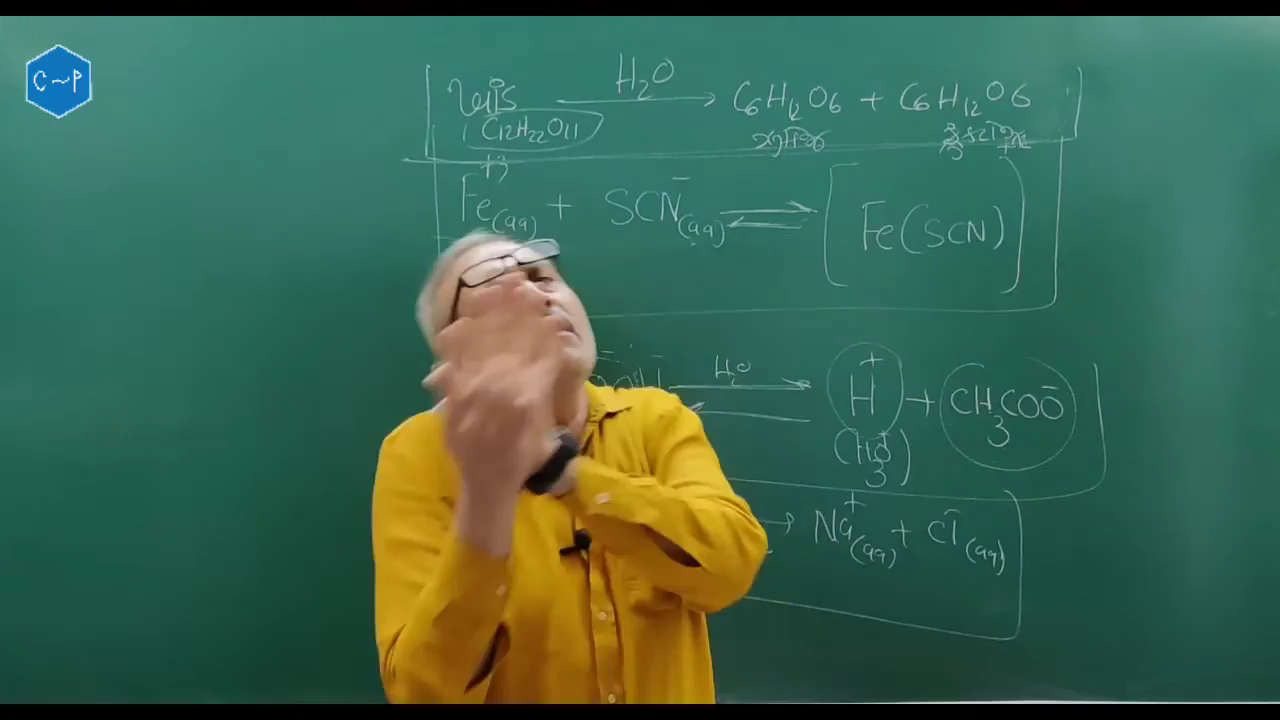 C~P
H₂O
C₆H₁₂O₆ + C₆H₁₂O₆
C₁₂H₂₂O₁₁
Fe⁺³(aq) + SCN⁻(aq) ⇌ [Fe(SCN)]
H₂O
H⁺ + CH₃COO⁻
(H₃O⁺)
→ Na⁺(aq) + Cl⁻(aq)